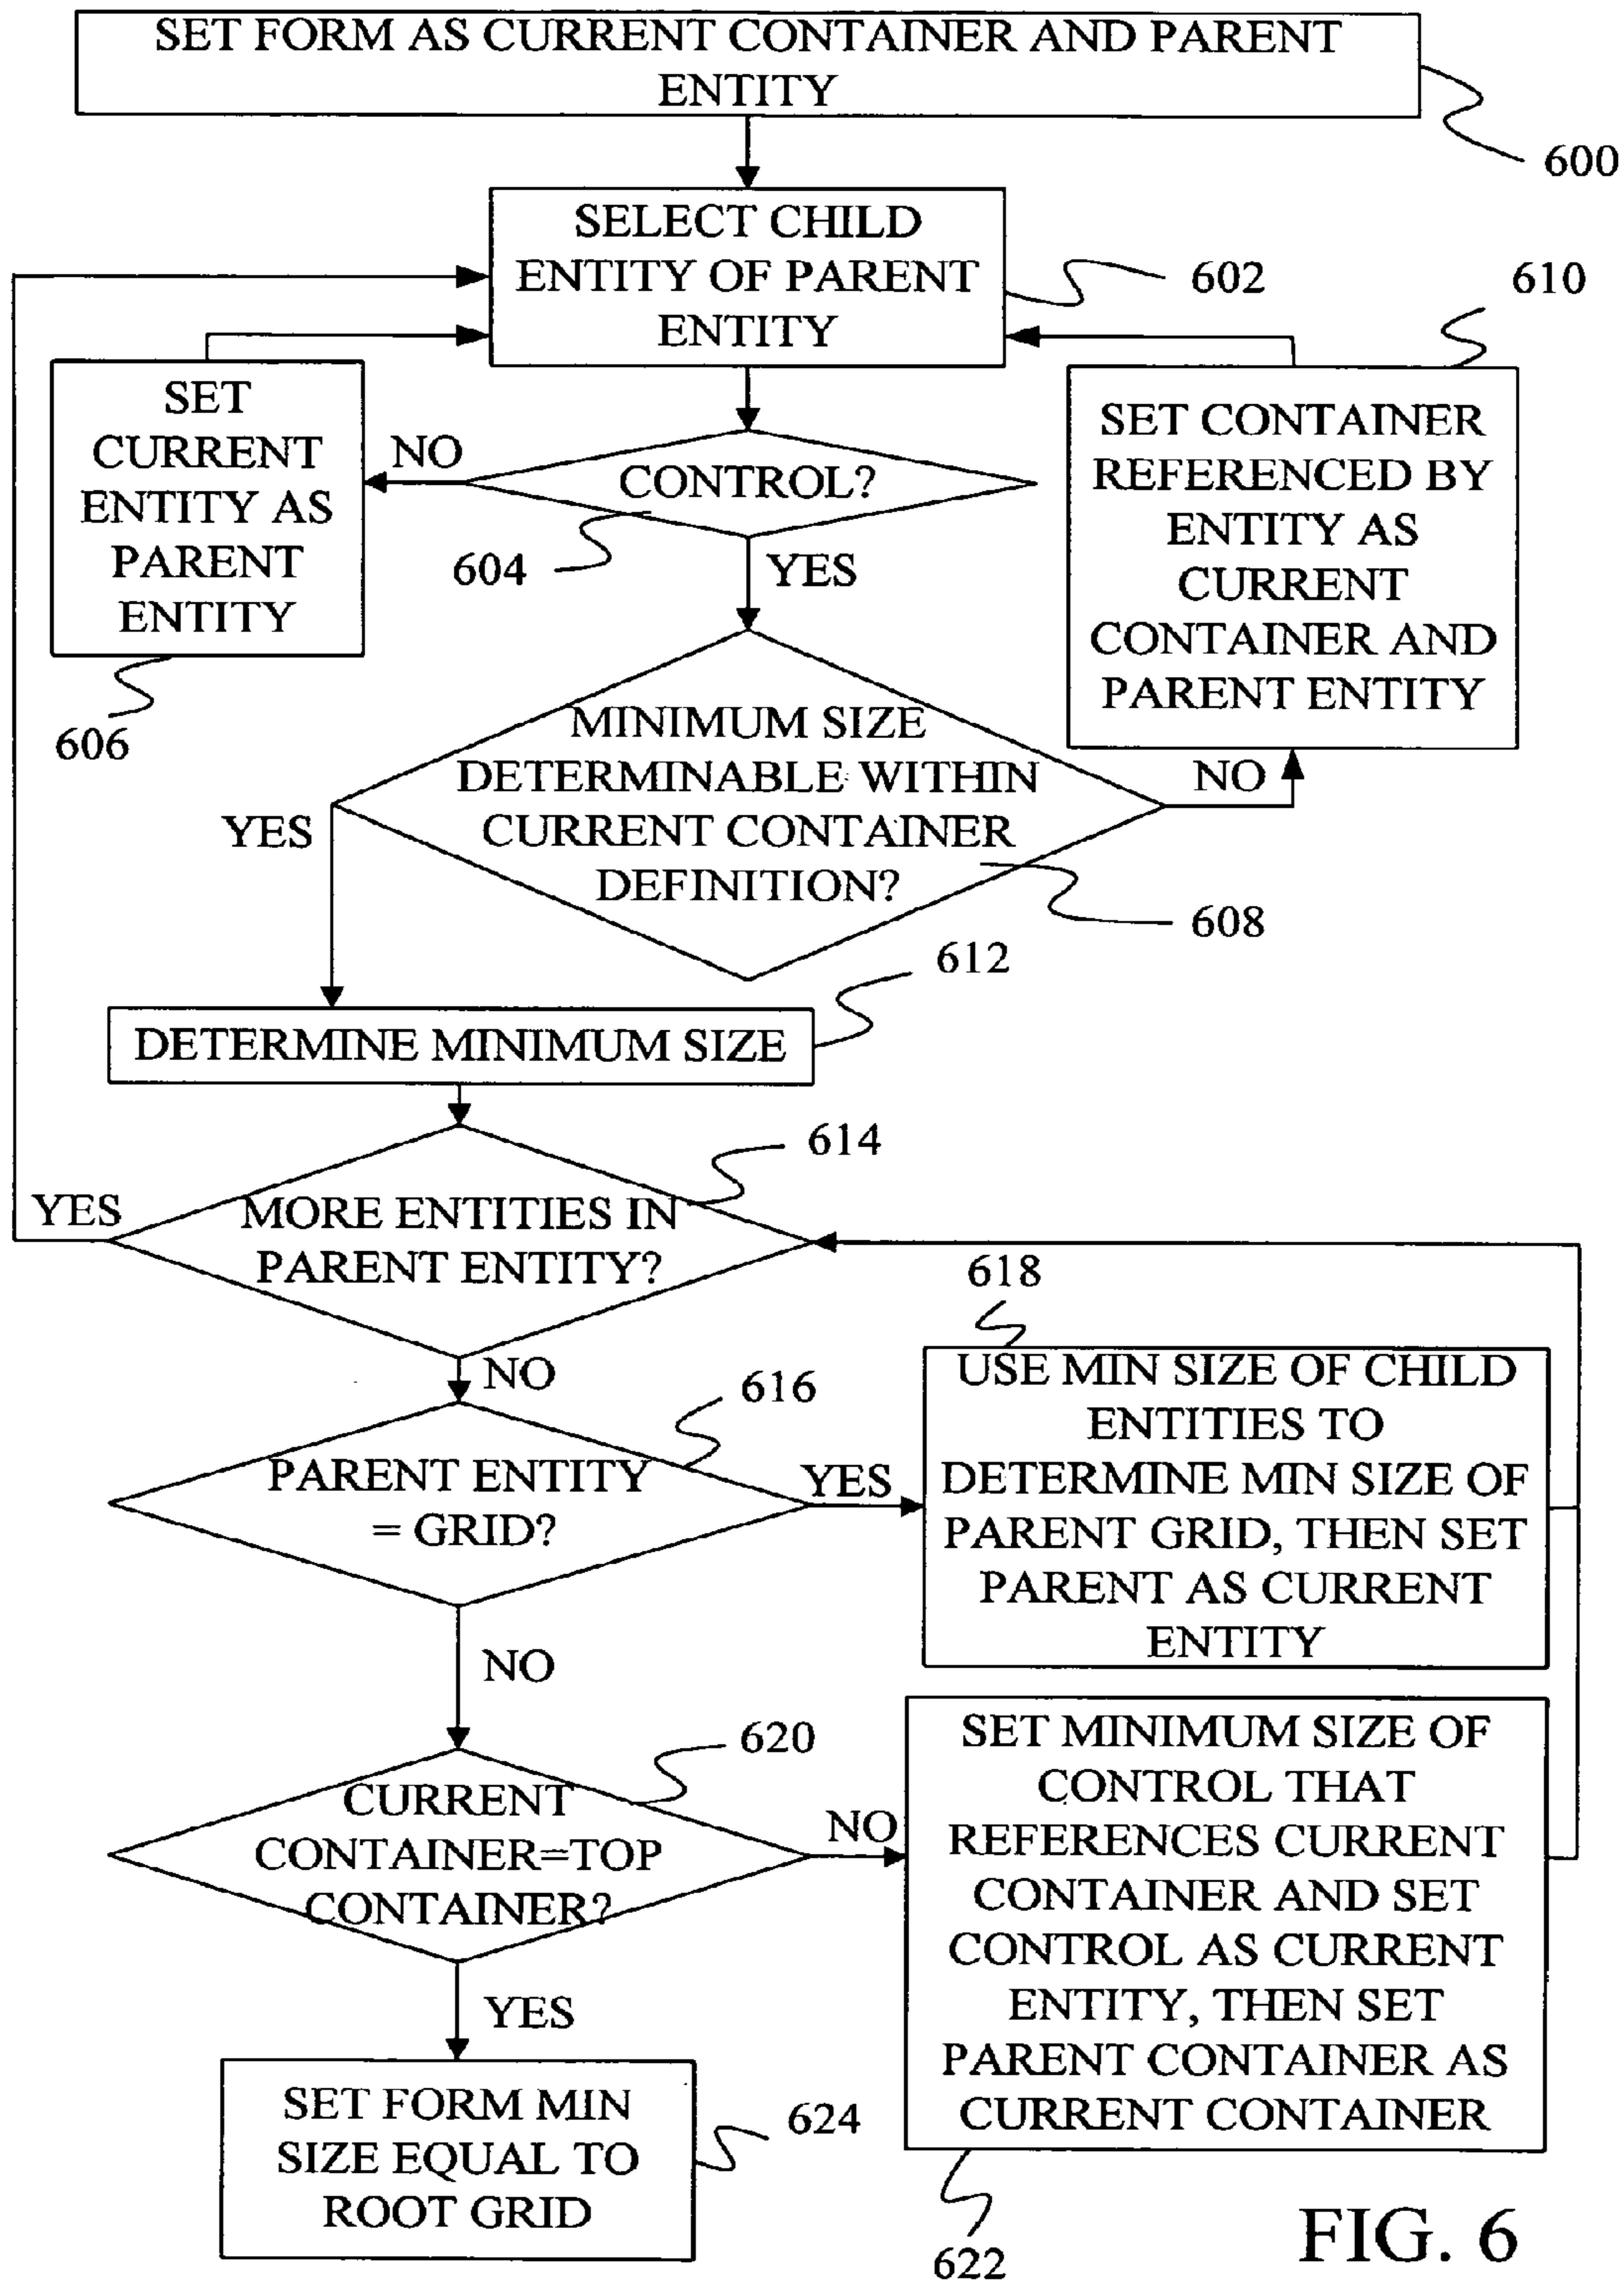 SET FORM AS CURRENT CONTAINER AND PARENT
ENTITY
600
SELECT CHILD
ENTITY OF PARENT
ENTITY
602
610
SET
CURRENT
ENTITY AS
PARENT
ENTITY
606
NO
CONTROL?
604
YES
SET CONTAINER
REFERENCED BY
ENTITY AS
CURRENT
CONTAINER AND
PARENT ENTITY
NO
MINIMUM SIZE
DETERMINABLE WITHIN
CURRENT CONTAINER
DEFINITION?
608
YES
612
DETERMINE MINIMUM SIZE
614
YES
MORE ENTITIES IN
PARENT ENTITY?
NO
616
618
PARENT ENTITY
= GRID?
YES
USE MIN SIZE OF CHILD
ENTITIES TO
DETERMINE MIN SIZE OF
PARENT GRID, THEN SET
PARENT AS CURRENT
ENTITY
NO
620
CURRENT
CONTAINER=TOP
CONTAINER?
NO
SET MINIMUM SIZE OF
CONTROL THAT
REFERENCES CURRENT
CONTAINER AND SET
CONTROL AS CURRENT
ENTITY, THEN SET
PARENT CONTAINER AS
CURRENT CONTAINER
622
YES
SET FORM MIN
SIZE EQUAL TO
ROOT GRID
624
FIG. 6